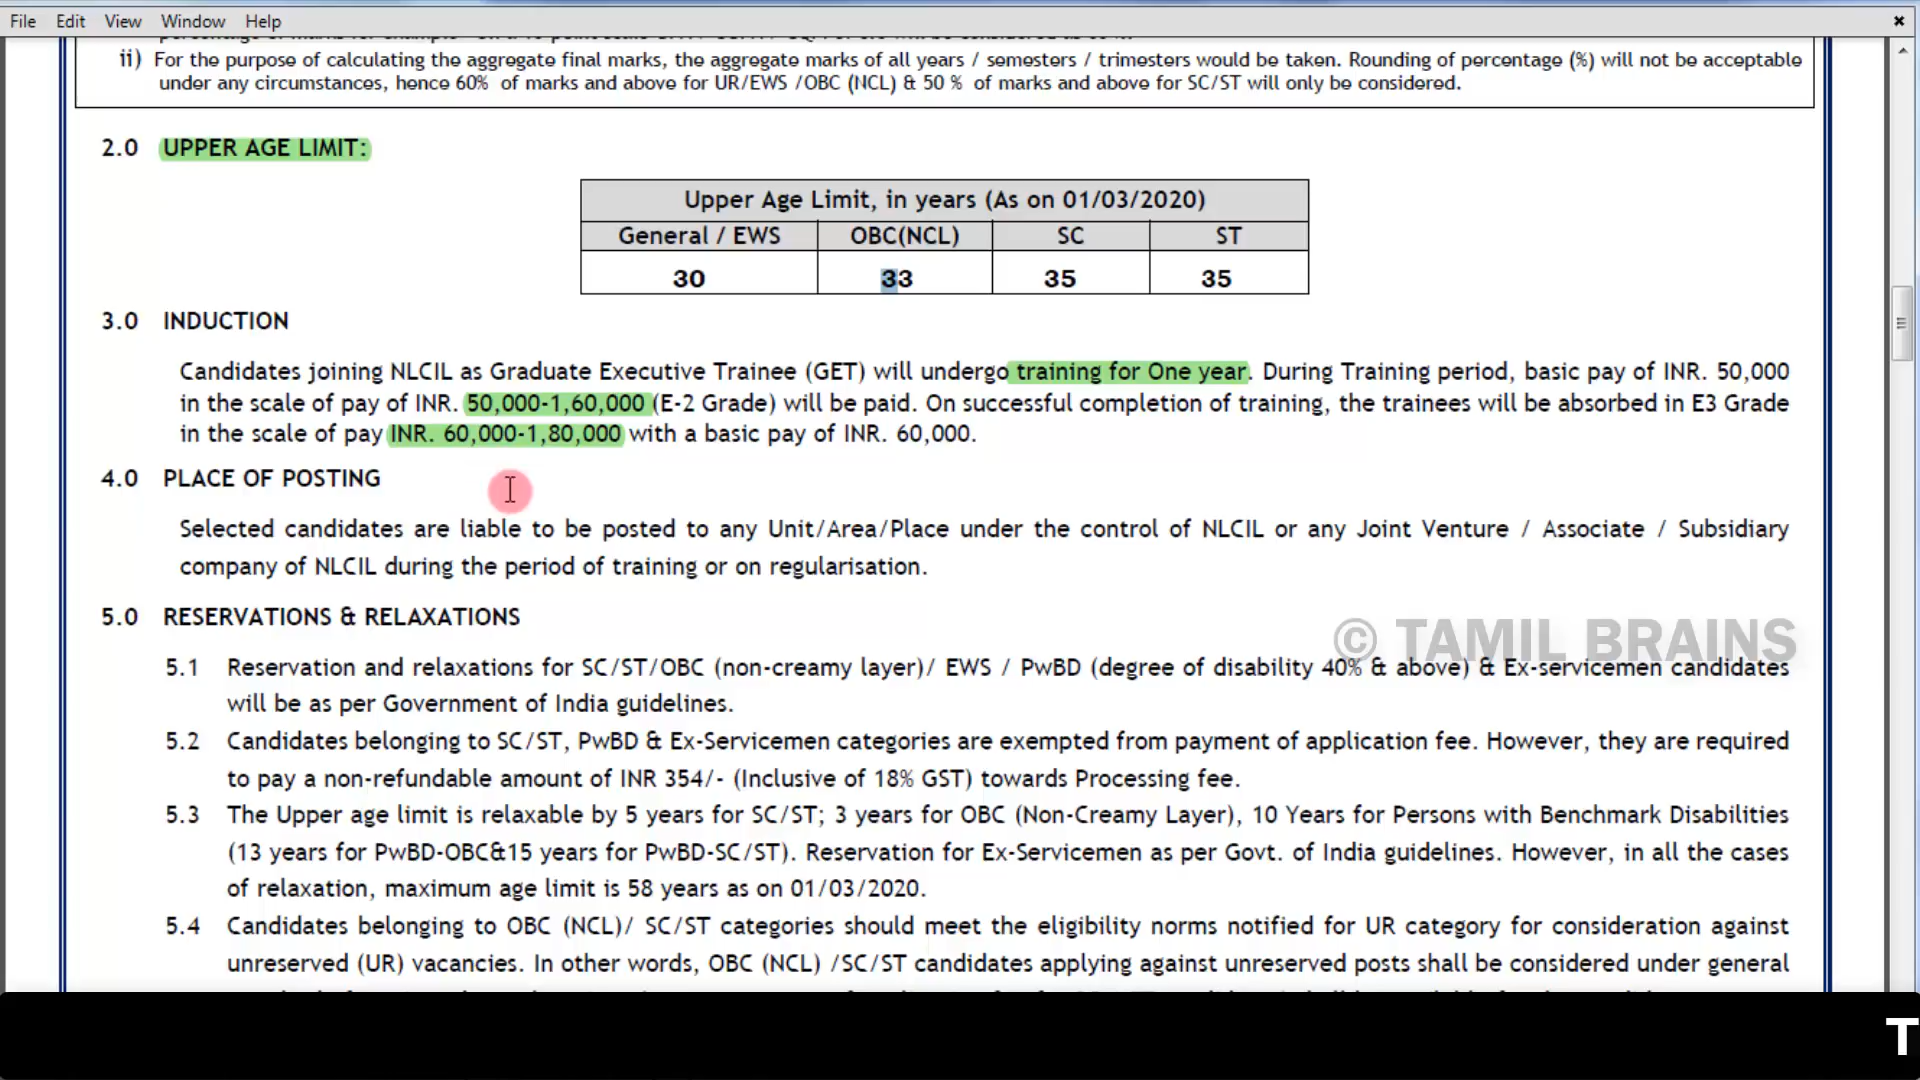 File Edit View Window Help
ii) For the purpose of calculating the aggregate final marks, the aggregate marks of all years / semesters / trimesters would be taken. Rounding of percentage (%) will not be acceptable
under any circumstances, hence 60% of marks and above for UR/EWS /OBC (NCL) & 50 % of marks and above for SC/ST will only be considered.
2.0 UPPER AGE LIMIT:
Upper Age Limit, in years (As on 01/03/2020)
General / EWS OBC(NCL) SC ST
30 33 35 35
3.0 INDUCTION
Candidates joining NLCIL as Graduate Executive Trainee (GET) will undergo training for One year. During Training period, basic pay of INR. 50,000
in the scale of pay of INR. 50,000-1,60,000 (E-2 Grade) will be paid. On successful completion of training, the trainees will be absorbed in E3 Grade
in the scale of pay INR. 60,000-1,80,000 with a basic pay of INR. 60,000.
4.0 PLACE OF POSTING
Selected candidates are liable to be posted to any Unit/Area/Place under the control of NLCIL or any Joint Venture / Associate / Subsidiary
company of NLCIL during the period of training or on regularisation.
5.0 RESERVATIONS & RELAXATIONS
© TAMIL BRAINS
5.1 Reservation and relaxations for SC/ST/OBC (non-creamy layer)/ EWS / PwBD (degree of disability 40% & above) & Ex-servicemen candidates
will be as per Government of India guidelines.
5.2 Candidates belonging to SC/ST, PwBD & Ex-Servicemen categories are exempted from payment of application fee. However, they are required
to pay a non-refundable amount of INR 354/- (Inclusive of 18% GST) towards Processing fee.
5.3 The Upper age limit is relaxable by 5 years for SC/ST; 3 years for OBC (Non-Creamy Layer), 10 Years for Persons with Benchmark Disabilities
(13 years for PwBD-OBC&15 years for PwBD-SC/ST). Reservation for Ex-Servicemen as per Govt. of India guidelines. However, in all the cases
of relaxation, maximum age limit is 58 years as on 01/03/2020.
5.4 Candidates belonging to OBC (NCL)/ SC/ST categories should meet the eligibility norms notified for UR category for consideration against
unreserved (UR) vacancies. In other words, OBC (NCL) /SC/ST candidates applying against unreserved posts shall be considered under general
T